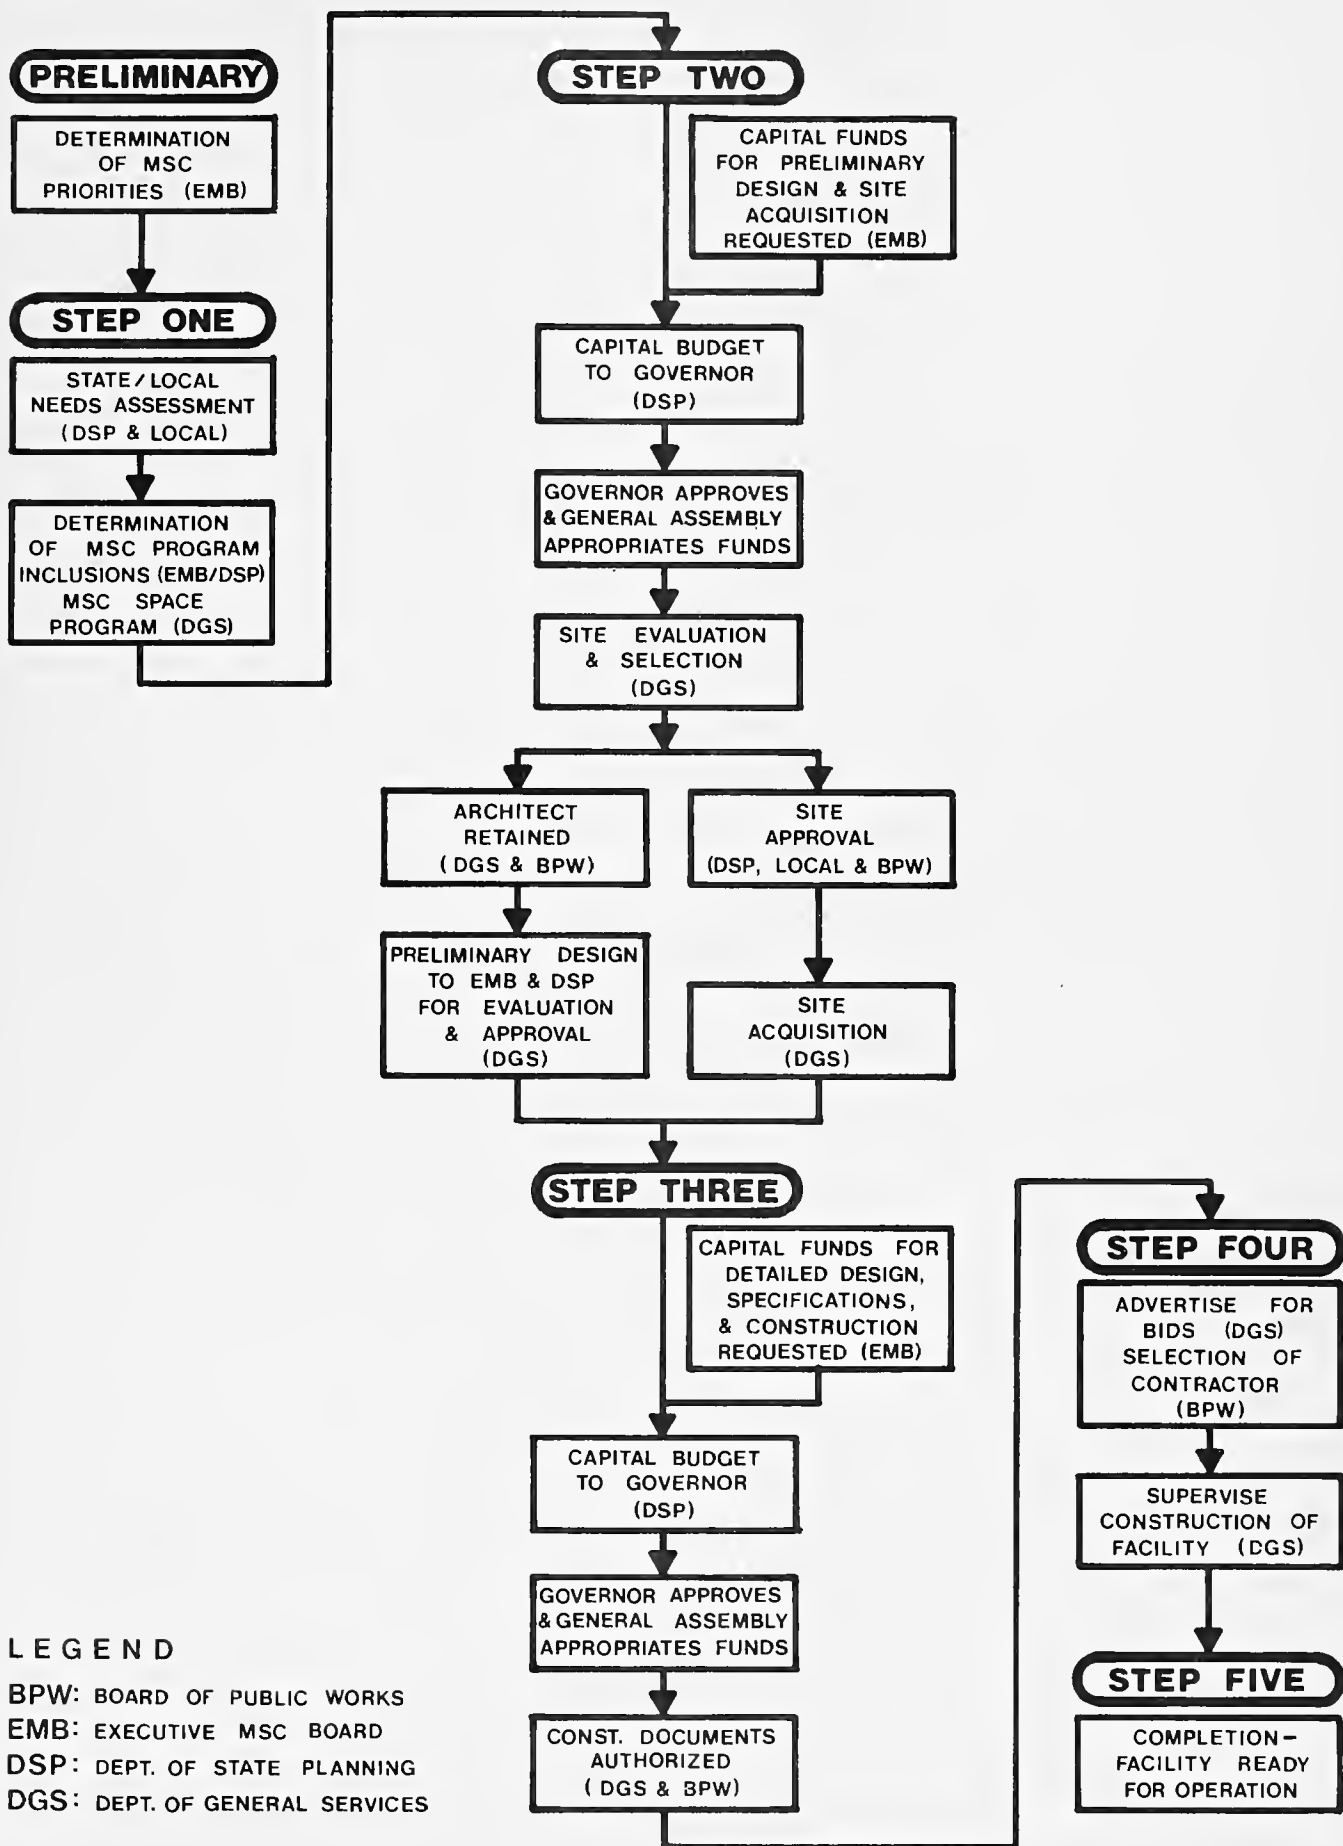 PRELIMINARY
DETERMINATION
OF MSC
PRIORITIES (EMB)
STEP ONE
STATE/LOCAL
NEEDS ASSESSMENT
(DSP & LOCAL)
DETERMINATION
OF MSC PROGRAM
INCLUSIONS (EMB/DSP)
MSC SPACE
PROGRAM (DGS)
STEP TWO
CAPITAL FUNDS
FOR PRELIMINARY
DESIGN & SITE
ACQUISITION
REQUESTED (EMB)
CAPITAL BUDGET
TO GOVERNOR
(DSP)
GOVERNOR APPROVES
& GENERAL ASSEMBLY
APPROPRIATES FUNDS
SITE EVALUATION
& SELECTION
(DGS)
ARCHITECT
RETAINED
(DGS & BPW)
PRELIMINARY DESIGN
TO EMB & DSP
FOR EVALUATION
& APPROVAL
(DGS)
SITE
APPROVAL
(DSP, LOCAL & BPW)
SITE
ACQUISITION
(DGS)
STEP THREE
CAPITAL FUNDS FOR
DETAILED DESIGN,
SPECIFICATIONS,
& CONSTRUCTION
REQUESTED (EMB)
CAPITAL BUDGET
TO GOVERNOR
(DSP)
GOVERNOR APPROVES
& GENERAL ASSEMBLY
APPROPRIATES FUNDS
CONST. DOCUMENTS
AUTHORIZED
(DGS & BPW)
STEP FOUR
ADVERTISE FOR
BIDS (DGS)
SELECTION OF
CONTRACTOR
(BPW)
SUPERVISE
CONSTRUCTION OF
FACILITY (DGS)
STEP FIVE
COMPLETION-
FACILITY READY
FOR OPERATION
LEGEND
BPW: BOARD OF PUBLIC WORKS
EMB: EXECUTIVE MSC BOARD
DSP: DEPT. OF STATE PLANNING
DGS: DEPT. OF GENERAL SERVICES